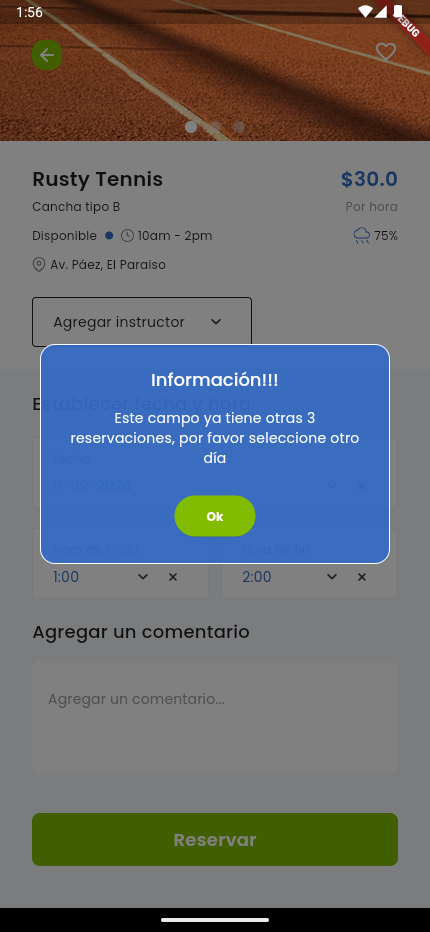 1:56
DEBUG
Rusty Tennis
$30.0
Cancha tipo B
Por hora
Disponible
10am - 2pm
75%
Av. Páez, El Paraiso
Agregar instructor
Información!!!
Establecer fecha y hora
Este campo ya tiene otras 3
reservaciones, por favor seleccione otro
día
Fecha
Ok
Hora de inicio
Hora de fin
1:00
2:00
Agregar un comentario
Agregar un comentario...
Reservar